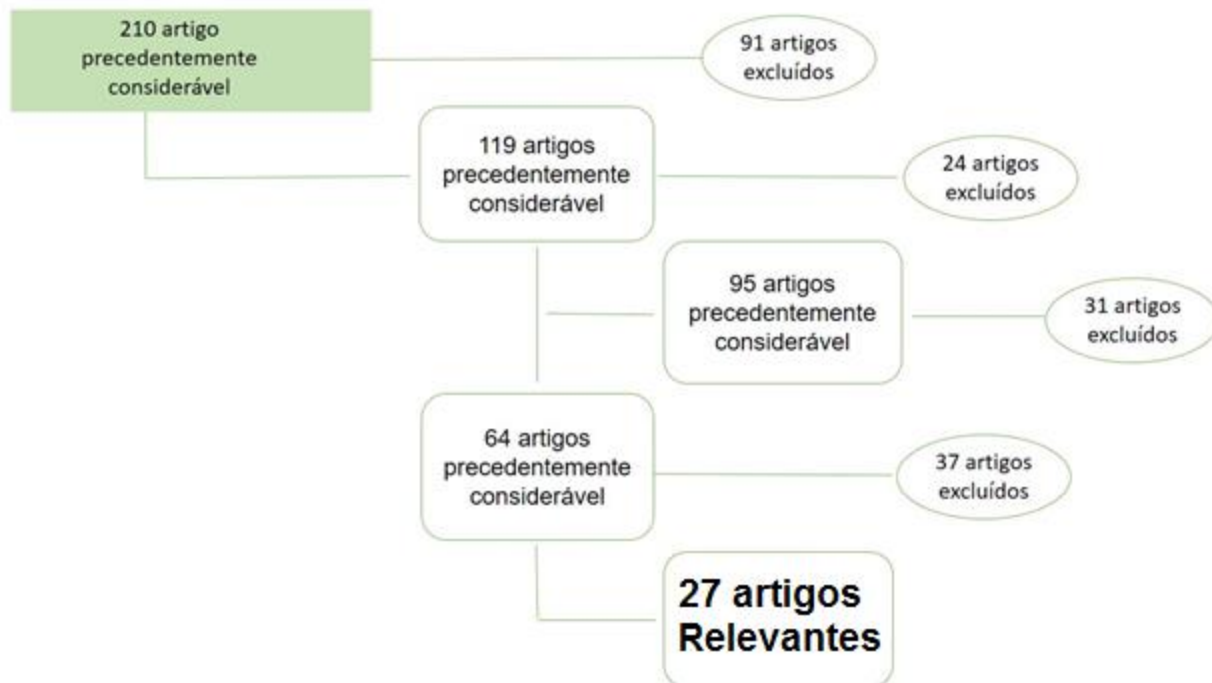 210 artigo
precedentemente
considerável
91 artigos
excluídos
119 artigos
precedentemente
considerável
24 artigos
excluídos
95 artigos
precedentemente
considerável
31 artigos
excluídos
64 artigos
precedentemente
considerável
37 artigos
excluídos
27 artigos
Relevantes